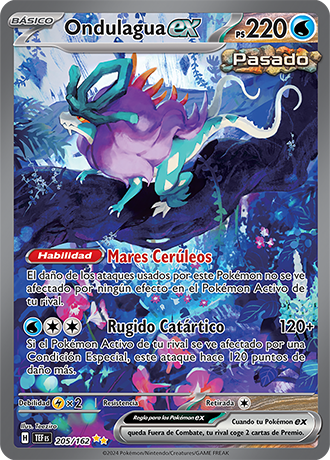 BÁSICO
Ondulagua ex PS 220
Pasado
Habilidad Mares Cerúleos
El daño de los ataques usados por este Pokémon no se ve
afectado por ningún efecto en el Pokémon Activo de
tu rival.
Rugido Catártico 120+
Si el Pokémon Activo de tu rival se ve afectado por una
Condición Especial, este ataque hace 120 puntos de
daño más.
Debilidad ×2 Resistencia Retirada
Ilus.
Regla para los Pokémon ex
Cuando tu Pokémon ex
queda Fuera de Combate, tu rival coge 2 cartas de Premio.
H TEF ES 205/162
©2024 Pokémon/Nintendo/Creatures/GAME FREAK